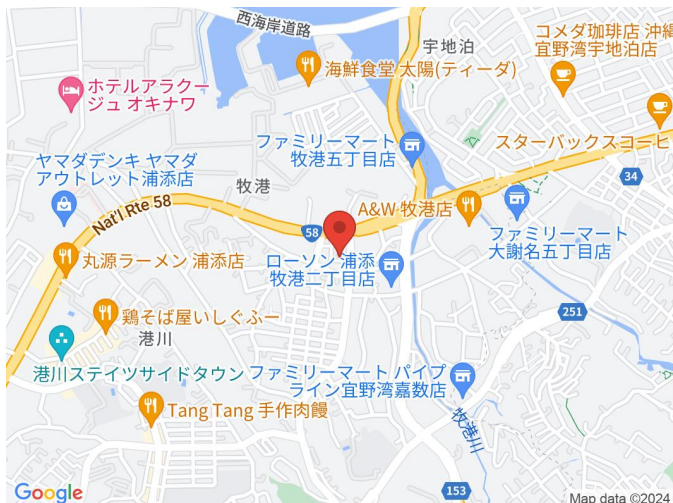 西海岸道路
宇地泊
コメダ珈琲店 沖縄
宜野湾宇地泊店
海鮮食堂 太陽(ティーダ)
ホテルアラクー
ジュ オキナワ
ファミリーマート
牧港五丁目店
スターバックスコーヒ
ヤマダデンキ ヤマダ
アウトレット浦添店
牧港
34
Nat'l Rte 58
58
A&W 牧港店
ファミリーマート
大謝名五丁目店
丸源ラーメン 浦添店
ローソン 浦添
牧港二丁目店
251
鶏そば屋いしぐふー
港川
港川ステイツサイドタウン
ファミリーマート パイプ
ライン宜野湾嘉数店
Tang Tang 手作肉饅
牧港川
153
Google
Map data ©2024